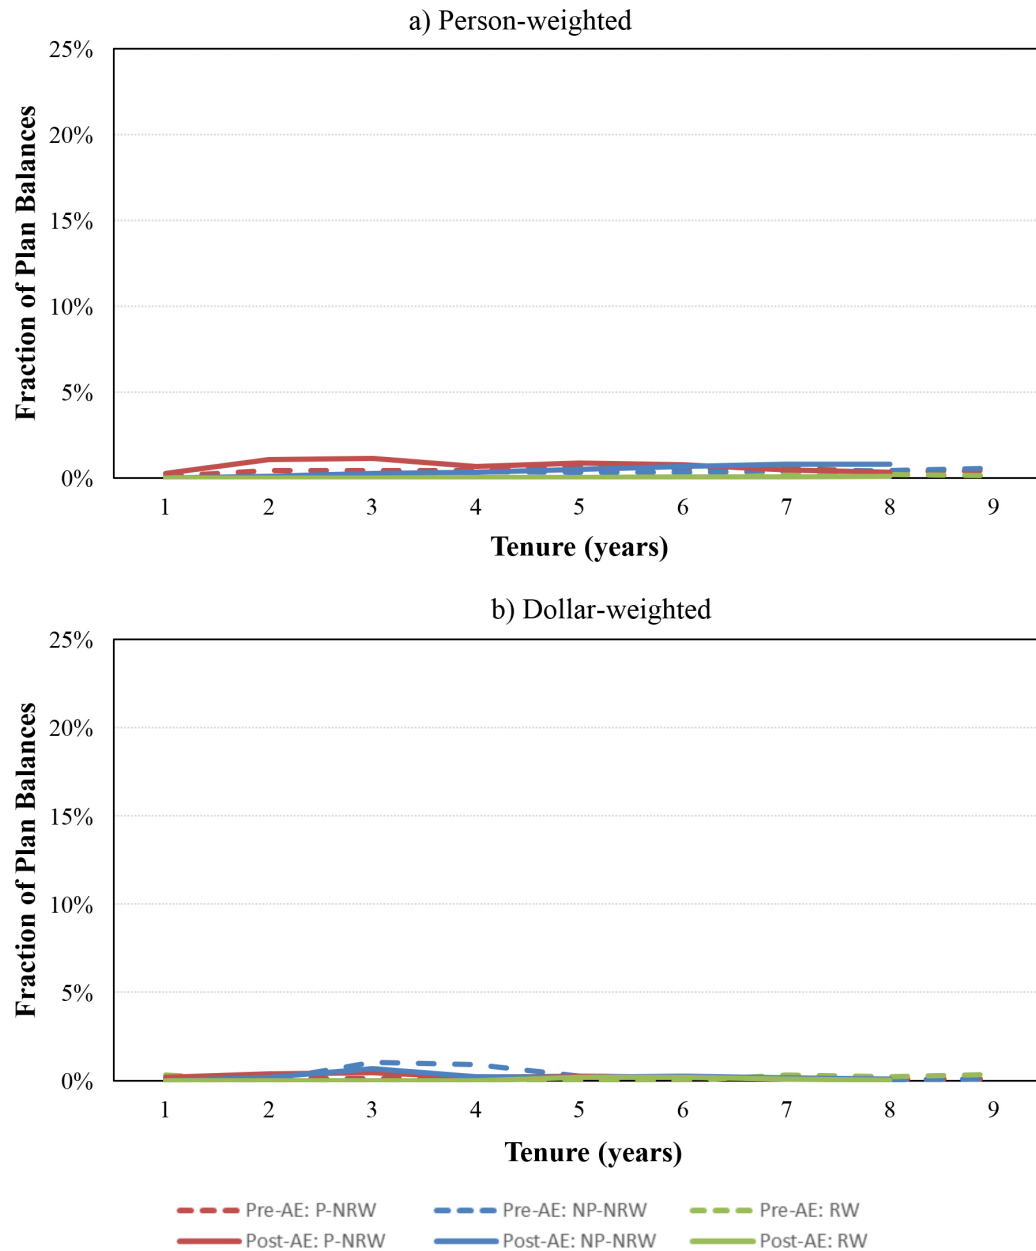 a) Person-weighted
25%
20%
15%
10%
5%
0%
Fraction of Plan Balances
1 2 3 4 5 6 7 8 9
Tenure (years)
b) Dollar-weighted
25%
20%
15%
10%
5%
0%
Fraction of Plan Balances
1 2 3 4 5 6 7 8 9
Tenure (years)
Pre-AE: P-NRW Pre-AE: NP-NRW Pre-AE: RW
Post-AE: P-NRW Post-AE: NP-NRW Post-AE: RW